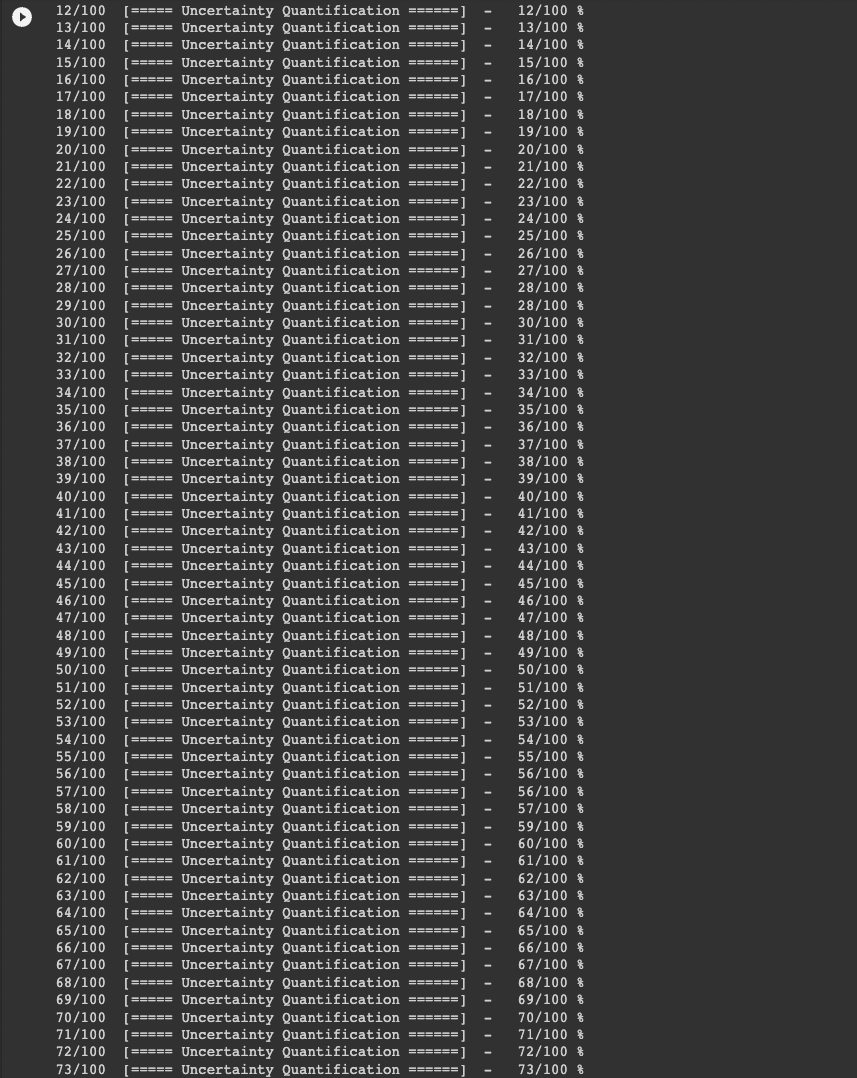 12/100  [===== Uncertainty Quantification ======]  -   12/100 %
13/100  [===== Uncertainty Quantification ======]  -   13/100 %
14/100  [===== Uncertainty Quantification ======]  -   14/100 %
15/100  [===== Uncertainty Quantification ======]  -   15/100 %
16/100  [===== Uncertainty Quantification ======]  -   16/100 %
17/100  [===== Uncertainty Quantification ======]  -   17/100 %
18/100  [===== Uncertainty Quantification ======]  -   18/100 %
19/100  [===== Uncertainty Quantification ======]  -   19/100 %
20/100  [===== Uncertainty Quantification ======]  -   20/100 %
21/100  [===== Uncertainty Quantification ======]  -   21/100 %
22/100  [===== Uncertainty Quantification ======]  -   22/100 %
23/100  [===== Uncertainty Quantification ======]  -   23/100 %
24/100  [===== Uncertainty Quantification ======]  -   24/100 %
25/100  [===== Uncertainty Quantification ======]  -   25/100 %
26/100  [===== Uncertainty Quantification ======]  -   26/100 %
27/100  [===== Uncertainty Quantification ======]  -   27/100 %
28/100  [===== Uncertainty Quantification ======]  -   28/100 %
29/100  [===== Uncertainty Quantification ======]  -   28/100 %
30/100  [===== Uncertainty Quantification ======]  -   30/100 %
31/100  [===== Uncertainty Quantification ======]  -   31/100 %
32/100  [===== Uncertainty Quantification ======]  -   32/100 %
33/100  [===== Uncertainty Quantification ======]  -   33/100 %
34/100  [===== Uncertainty Quantification ======]  -   34/100 %
35/100  [===== Uncertainty Quantification ======]  -   35/100 %
36/100  [===== Uncertainty Quantification ======]  -   36/100 %
37/100  [===== Uncertainty Quantification ======]  -   37/100 %
38/100  [===== Uncertainty Quantification ======]  -   38/100 %
39/100  [===== Uncertainty Quantification ======]  -   39/100 %
40/100  [===== Uncertainty Quantification ======]  -   40/100 %
41/100  [===== Uncertainty Quantification ======]  -   41/100 %
42/100  [===== Uncertainty Quantification ======]  -   42/100 %
43/100  [===== Uncertainty Quantification ======]  -   43/100 %
44/100  [===== Uncertainty Quantification ======]  -   44/100 %
45/100  [===== Uncertainty Quantification ======]  -   45/100 %
46/100  [===== Uncertainty Quantification ======]  -   46/100 %
47/100  [===== Uncertainty Quantification ======]  -   47/100 %
48/100  [===== Uncertainty Quantification ======]  -   48/100 %
49/100  [===== Uncertainty Quantification ======]  -   49/100 %
50/100  [===== Uncertainty Quantification ======]  -   50/100 %
51/100  [===== Uncertainty Quantification ======]  -   51/100 %
52/100  [===== Uncertainty Quantification ======]  -   52/100 %
53/100  [===== Uncertainty Quantification ======]  -   53/100 %
54/100  [===== Uncertainty Quantification ======]  -   54/100 %
55/100  [===== Uncertainty Quantification ======]  -   55/100 %
56/100  [===== Uncertainty Quantification ======]  -   56/100 %
57/100  [===== Uncertainty Quantification ======]  -   56/100 %
58/100  [===== Uncertainty Quantification ======]  -   57/100 %
59/100  [===== Uncertainty Quantification ======]  -   59/100 %
60/100  [===== Uncertainty Quantification ======]  -   60/100 %
61/100  [===== Uncertainty Quantification ======]  -   61/100 %
62/100  [===== Uncertainty Quantification ======]  -   62/100 %
63/100  [===== Uncertainty Quantification ======]  -   63/100 %
64/100  [===== Uncertainty Quantification ======]  -   64/100 %
65/100  [===== Uncertainty Quantification ======]  -   65/100 %
66/100  [===== Uncertainty Quantification ======]  -   66/100 %
67/100  [===== Uncertainty Quantification ======]  -   67/100 %
68/100  [===== Uncertainty Quantification ======]  -   68/100 %
69/100  [===== Uncertainty Quantification ======]  -   69/100 %
70/100  [===== Uncertainty Quantification ======]  -   70/100 %
71/100  [===== Uncertainty Quantification ======]  -   71/100 %
72/100  [===== Uncertainty Quantification ======]  -   72/100 %
73/100  [===== Uncertainty Quantification ======]  -   73/100 %